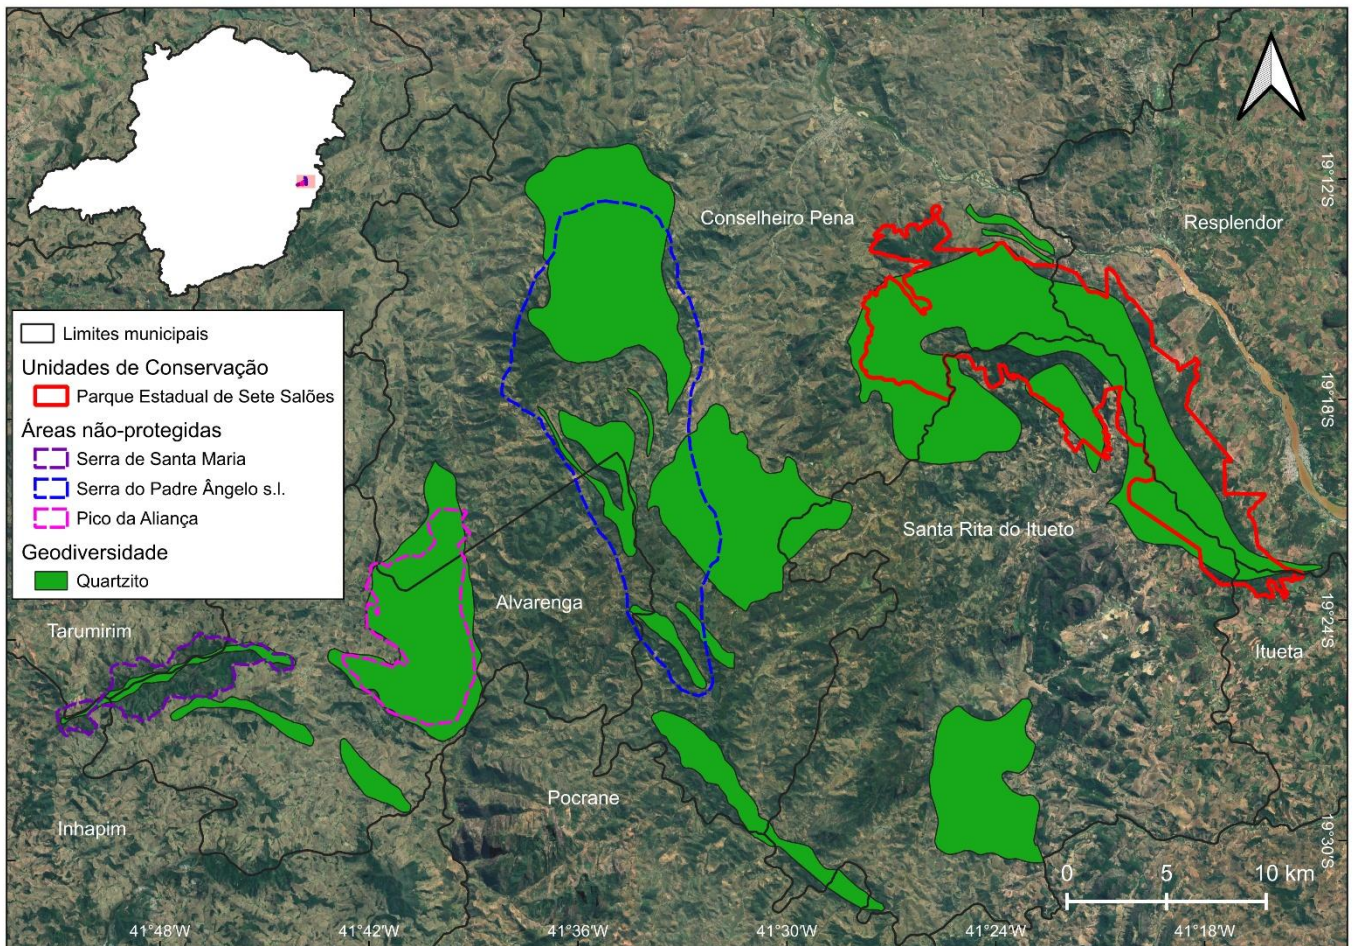 Conselheiro Pena
Resplendor
19°12'S
Limites municipais
Unidades de Conservação
Parque Estadual de Sete Salões
Áreas não-protegidas
Serra de Santa Maria
Serra do Padre Ângelo s.l.
Pico da Aliança
Geodiversidade
Quartzito
19°18'S
Santa Rita do Itueto
Alvarenga
Tarumirim
19°24'S
Itueta
Pocrane
Inhapim
19°30'S
0 5 10 km
41°48'W 41°42'W 41°36'W 41°30'W 41°24'W 41°18'W